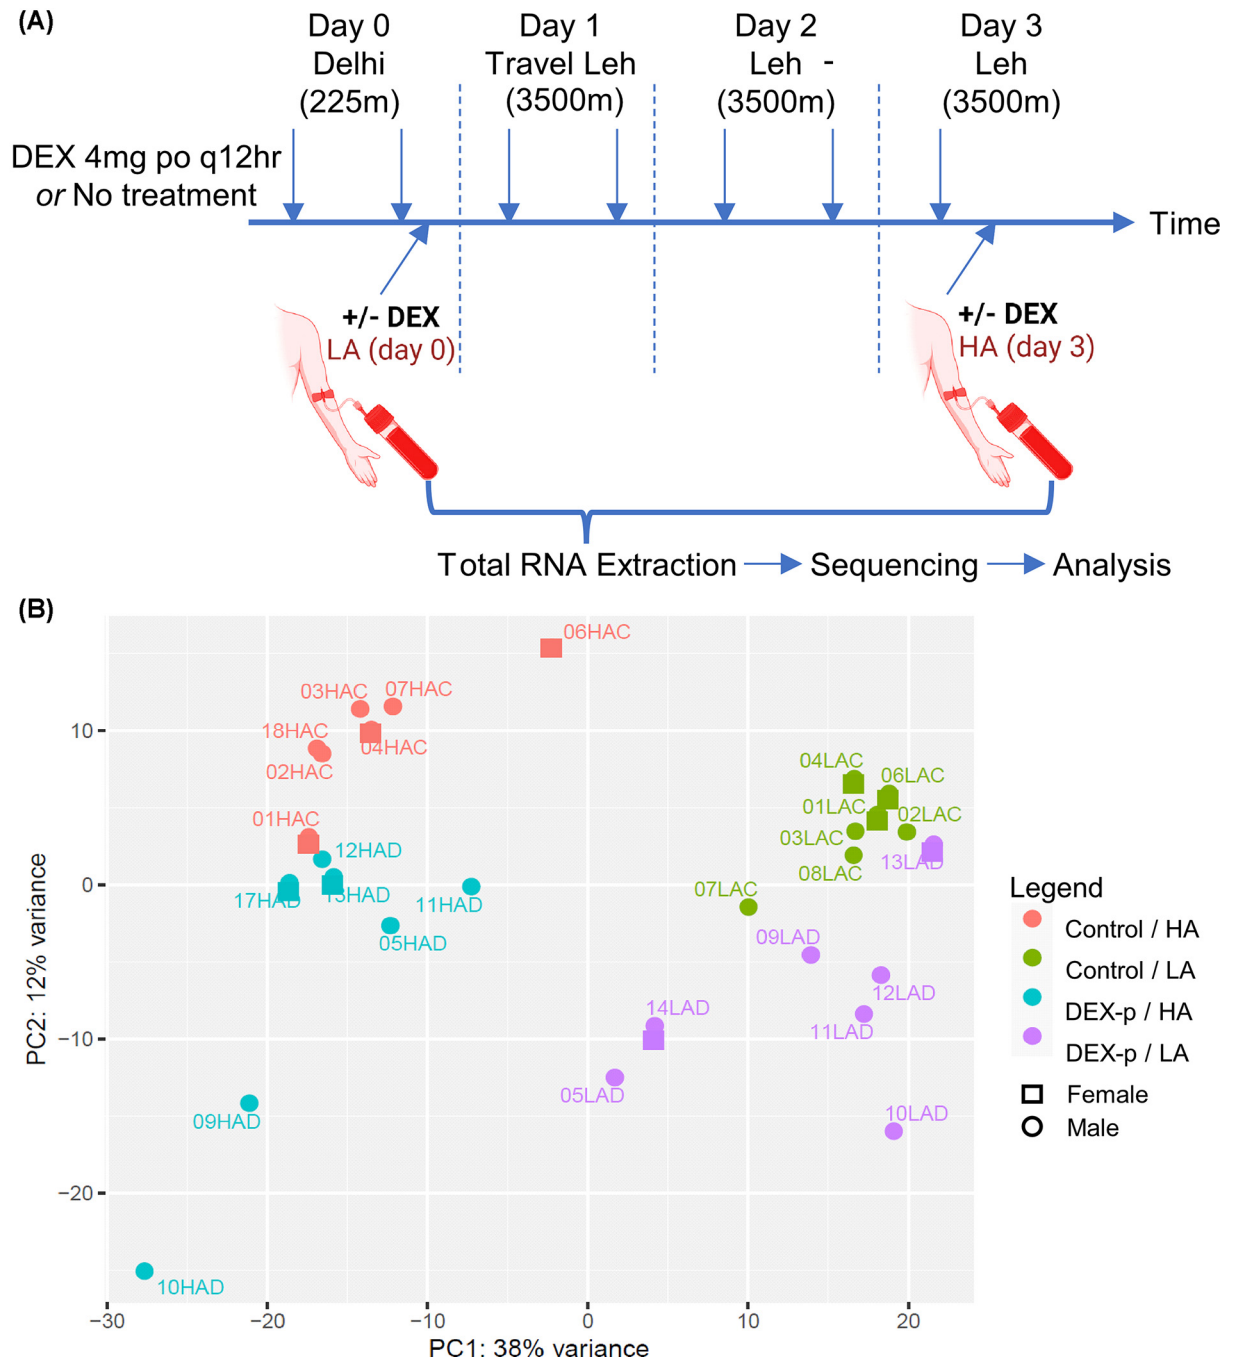 (A)
Day 0
Delhi
(225m)
Day 1
Travel Leh
(3500m)
Day 2
Leh -
(3500m)
Day 3
Leh
(3500m)
DEX 4mg po q12hr
or No treatment
Time
+/- DEX
LA (day 0)
+/- DEX
HA (day 3)
Total RNA Extraction
Sequencing
Analysis
(B)
06HAC
03HAC
07HAC
18HAC
04HAC
02HAC
01HAC
12HAD
17HAD
13HAD
11HAD
05HAD
09HAD
10HAD
04LAC
06LAC
01LAC
02LAC
03LAC
13LAD
08LAC
07LAC
09LAD
12LAD
14LAD
11LAD
05LAD
10LAD
10
0
−10
−20
PC2: 12% variance
−30
−20
−10
0
10
20
PC1: 38% variance
Legend
Control / HA
Control / LA
DEX-p / HA
DEX-p / LA
Female
Male